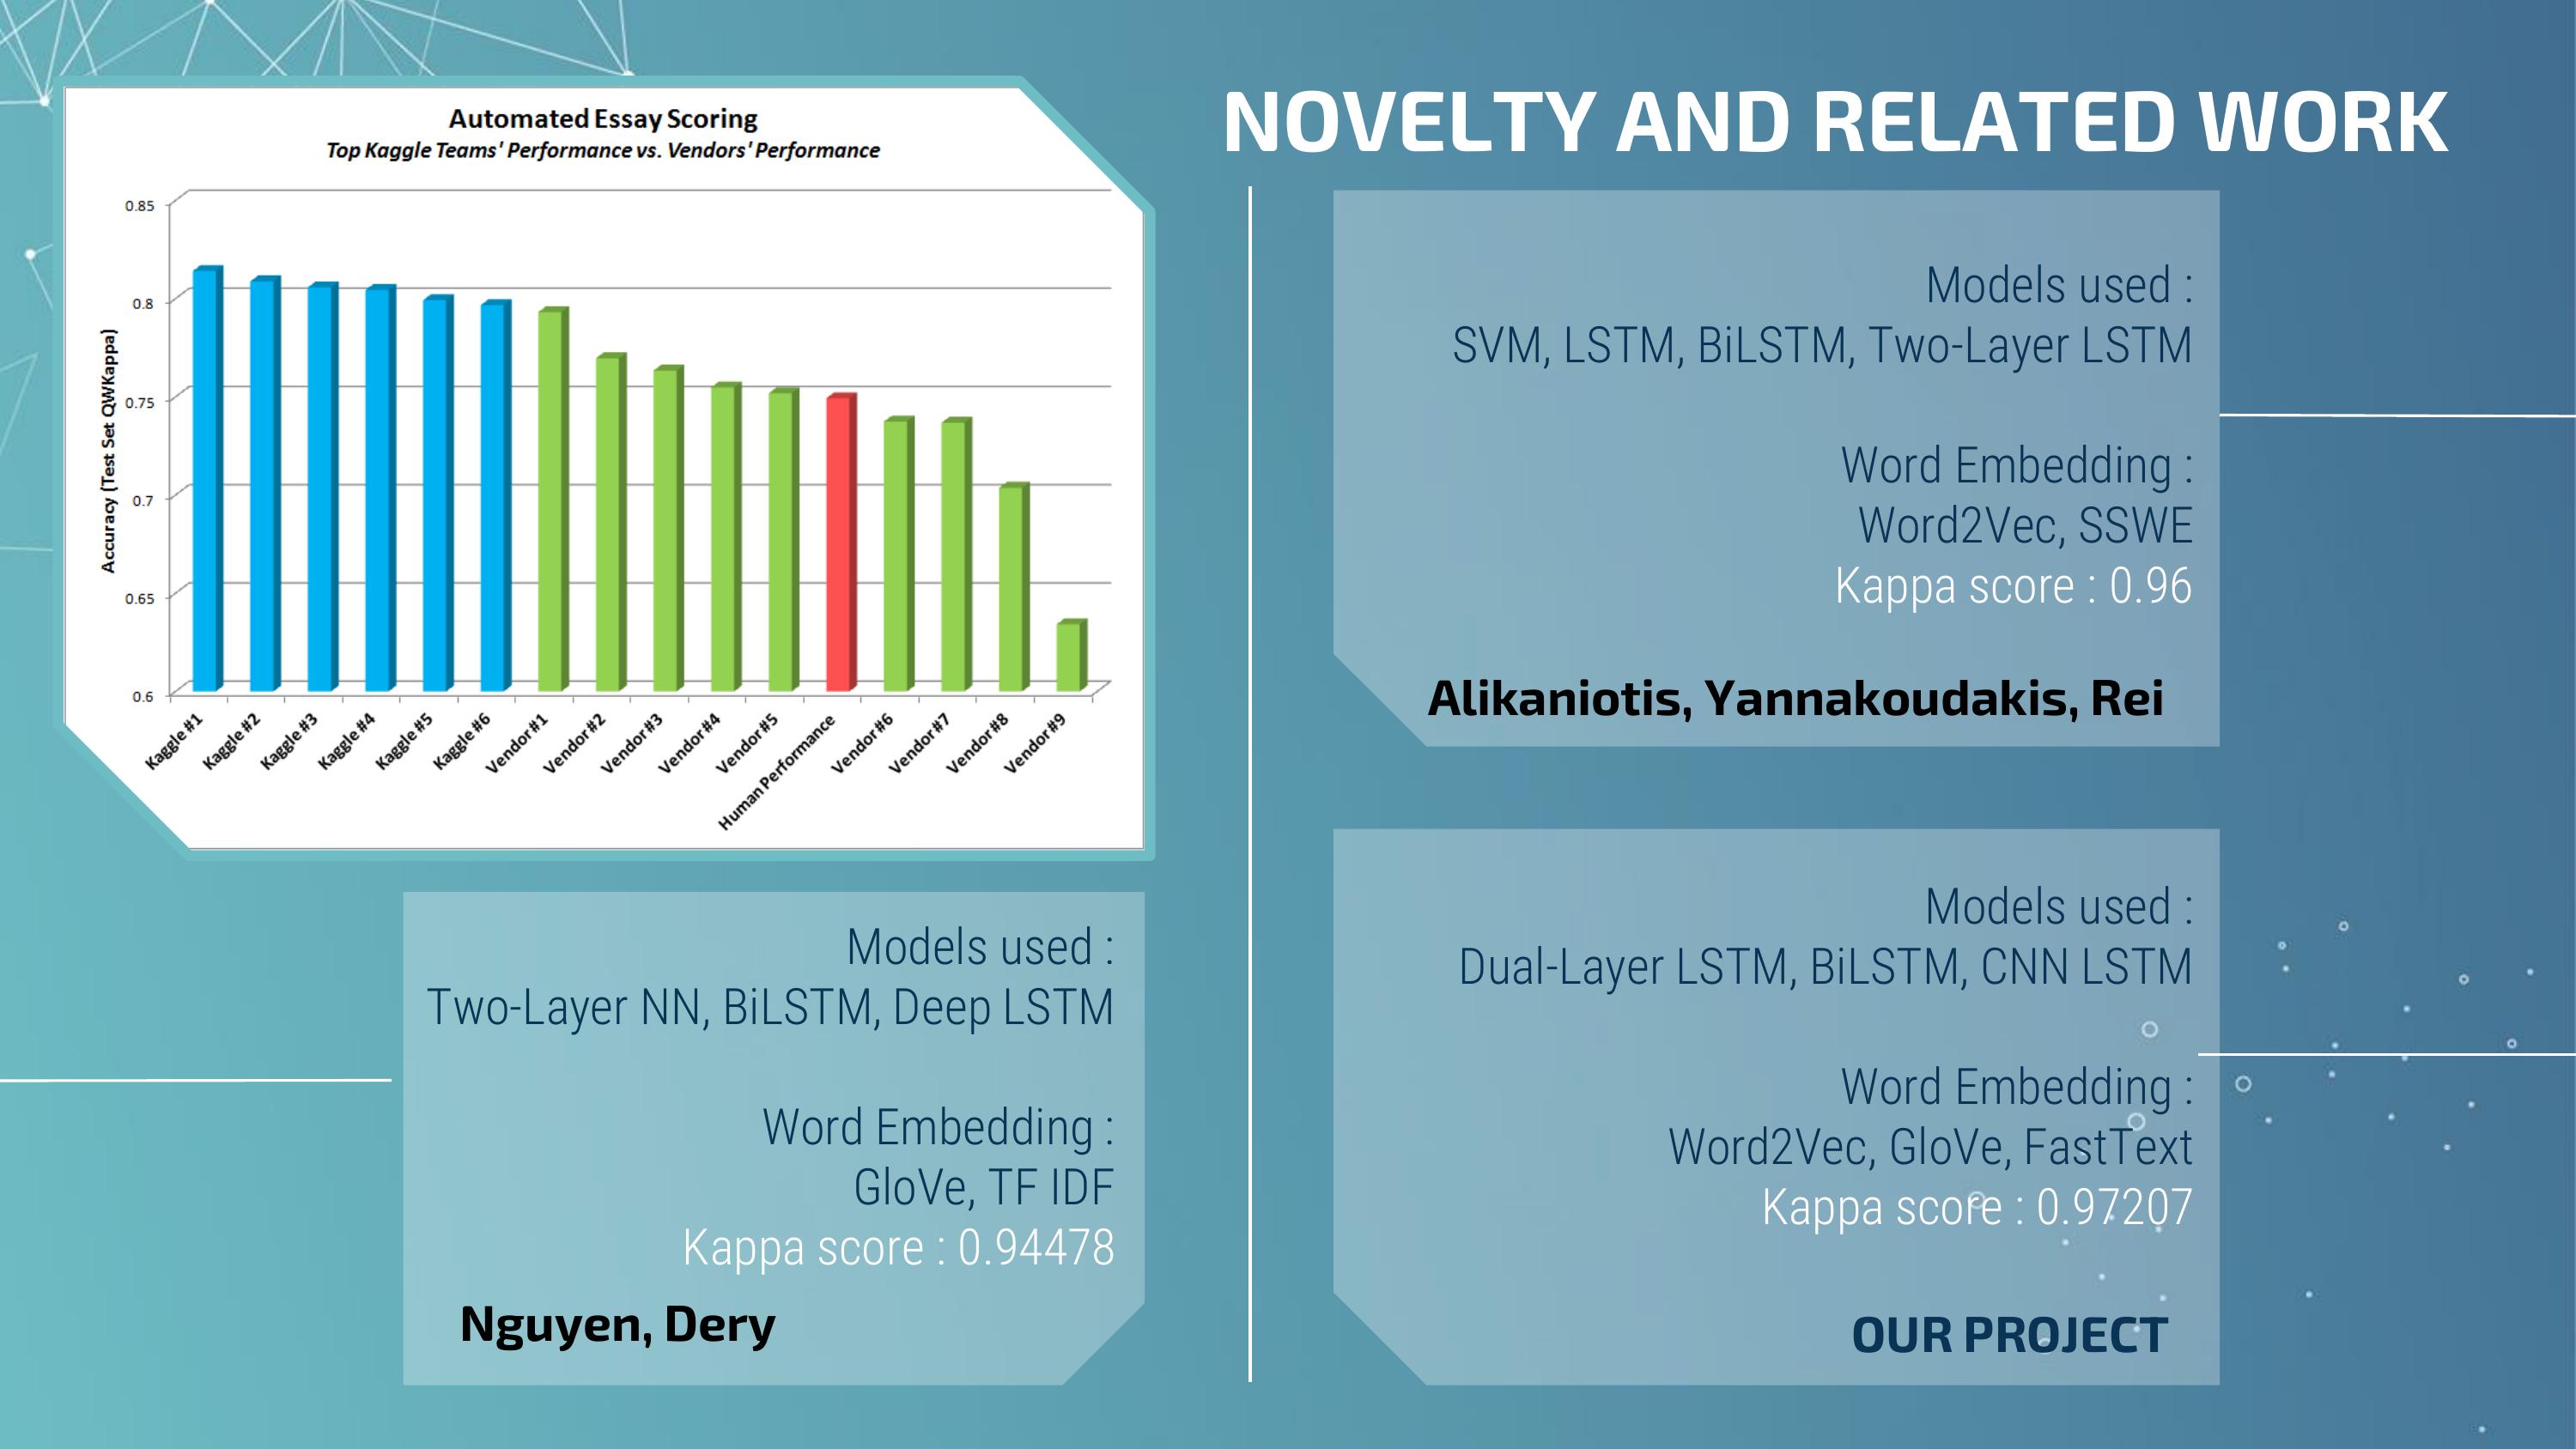 NOVELTY AND RELATED WORK
Automated Essay Scoring
Top Kaggle Teams' Performance vs. Vendors' Performance
Accuracy (Test Set QWKappa)
0.85
0.8
0.75
0.7
0.65
0.6
Kaggle #1
Kaggle #2
Kaggle #3
Kaggle #4
Kaggle #5
Kaggle #6
Vendor #1
Vendor #2
Vendor #3
Vendor #4
Vendor #5
Human Performance
Vendor #6
Vendor #7
Vendor #8
Vendor #9
Models used :
Two-Layer NN, BiLSTM, Deep LSTM
Word Embedding :
GloVe, TF IDF
Kappa score : 0.94478
Nguyen, Dery
Models used :
SVM, LSTM, BiLSTM, Two-Layer LSTM
Word Embedding :
Word2Vec, SSWE
Kappa score : 0.96
Alikaniotis, Yannakoudakis, Rei
Models used :
Dual-Layer LSTM, BiLSTM, CNN LSTM
Word Embedding :
Word2Vec, GloVe, FastText
Kappa score : 0.97207
OUR PROJECT